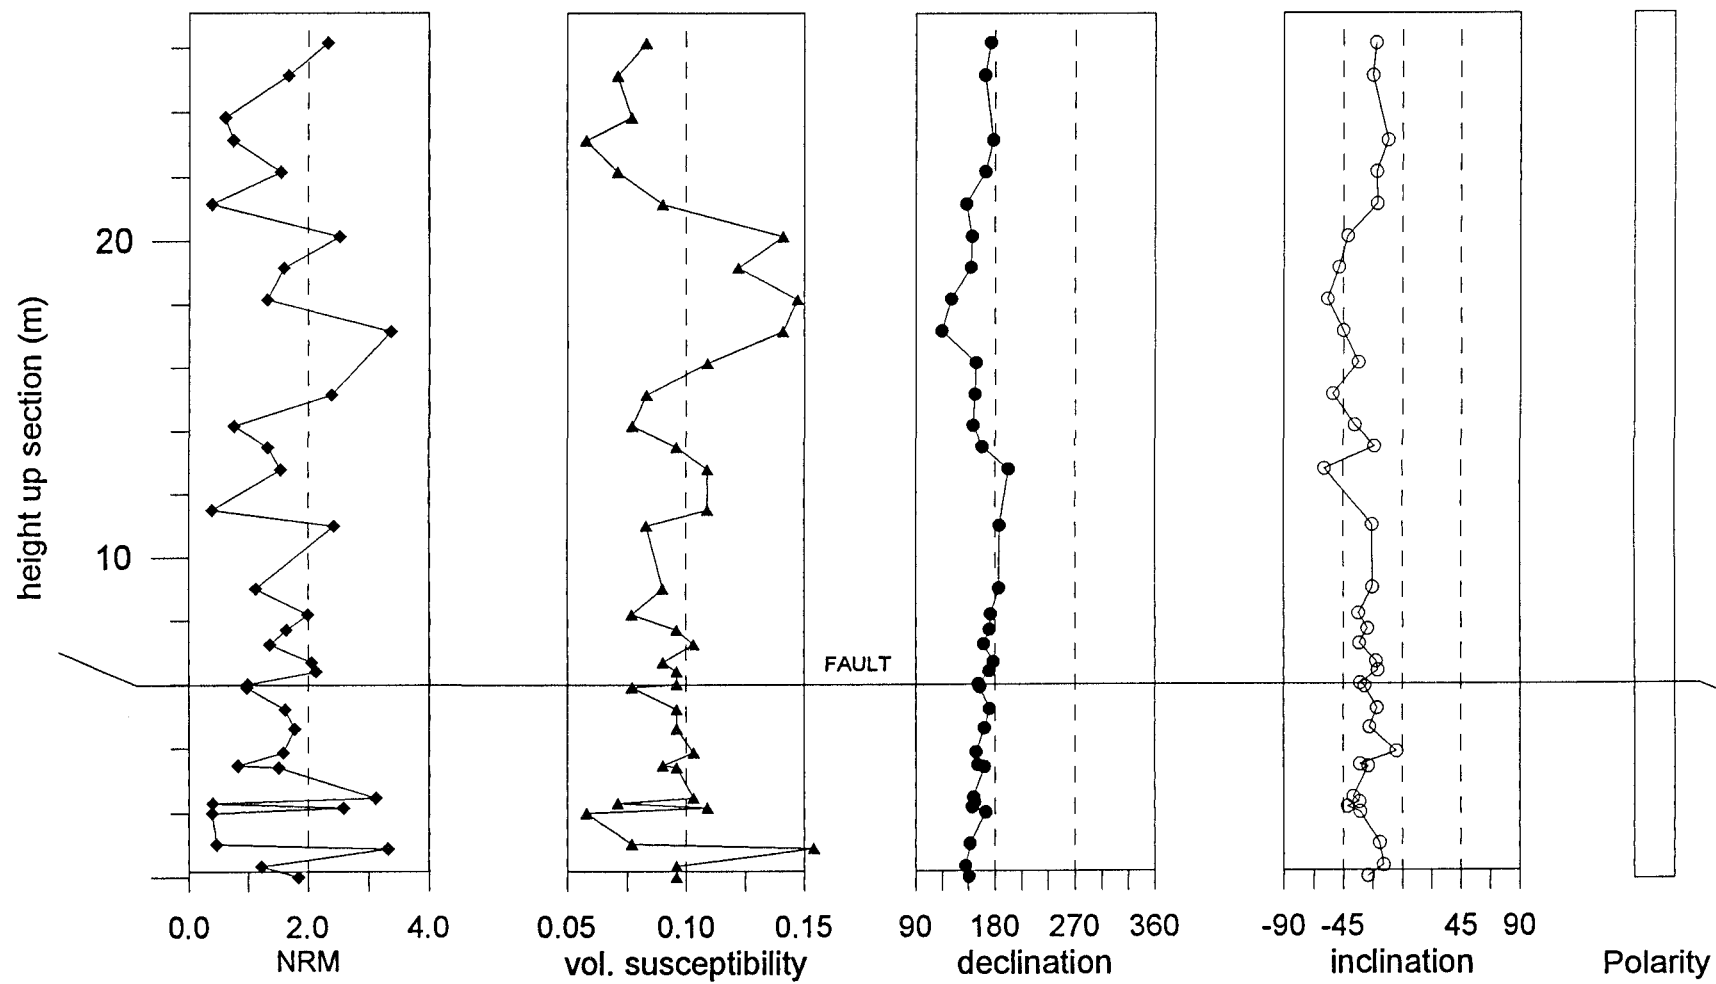 20
10
height up section (m)
FAULT
0.0 2.0 4.0
NRM
0.05 0.10 0.15
vol. susceptibility
90 180 270 360
declination
-90 -45 45 90
inclination
Polarity